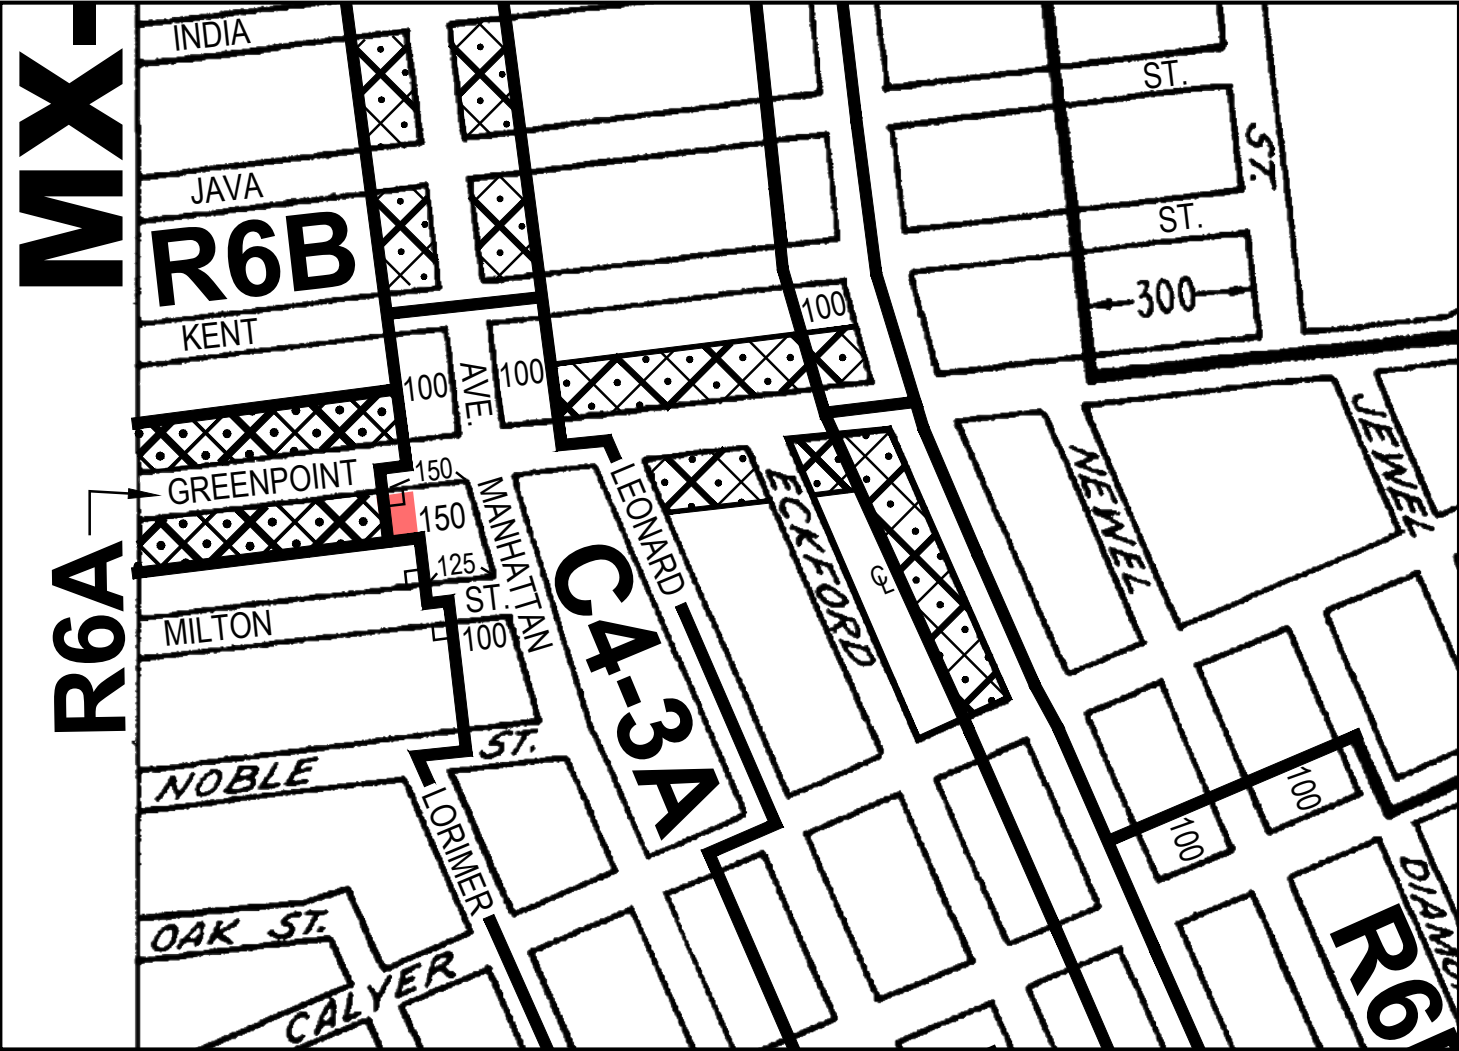 MX-
INDIA
ST.
ST.
JAVA
R6B
ST.
KENT
300
100
100
AVE.
100
JEWEL
GREENPOINT
150
NEWEL
LEONARD
ECKFORD
MANHATTAN
150
R6A
125
ST.
C4-3A
℄
MILTON
100
ST.
NOBLE
LORIMER
100
100
OAK ST.
CALYER
R6